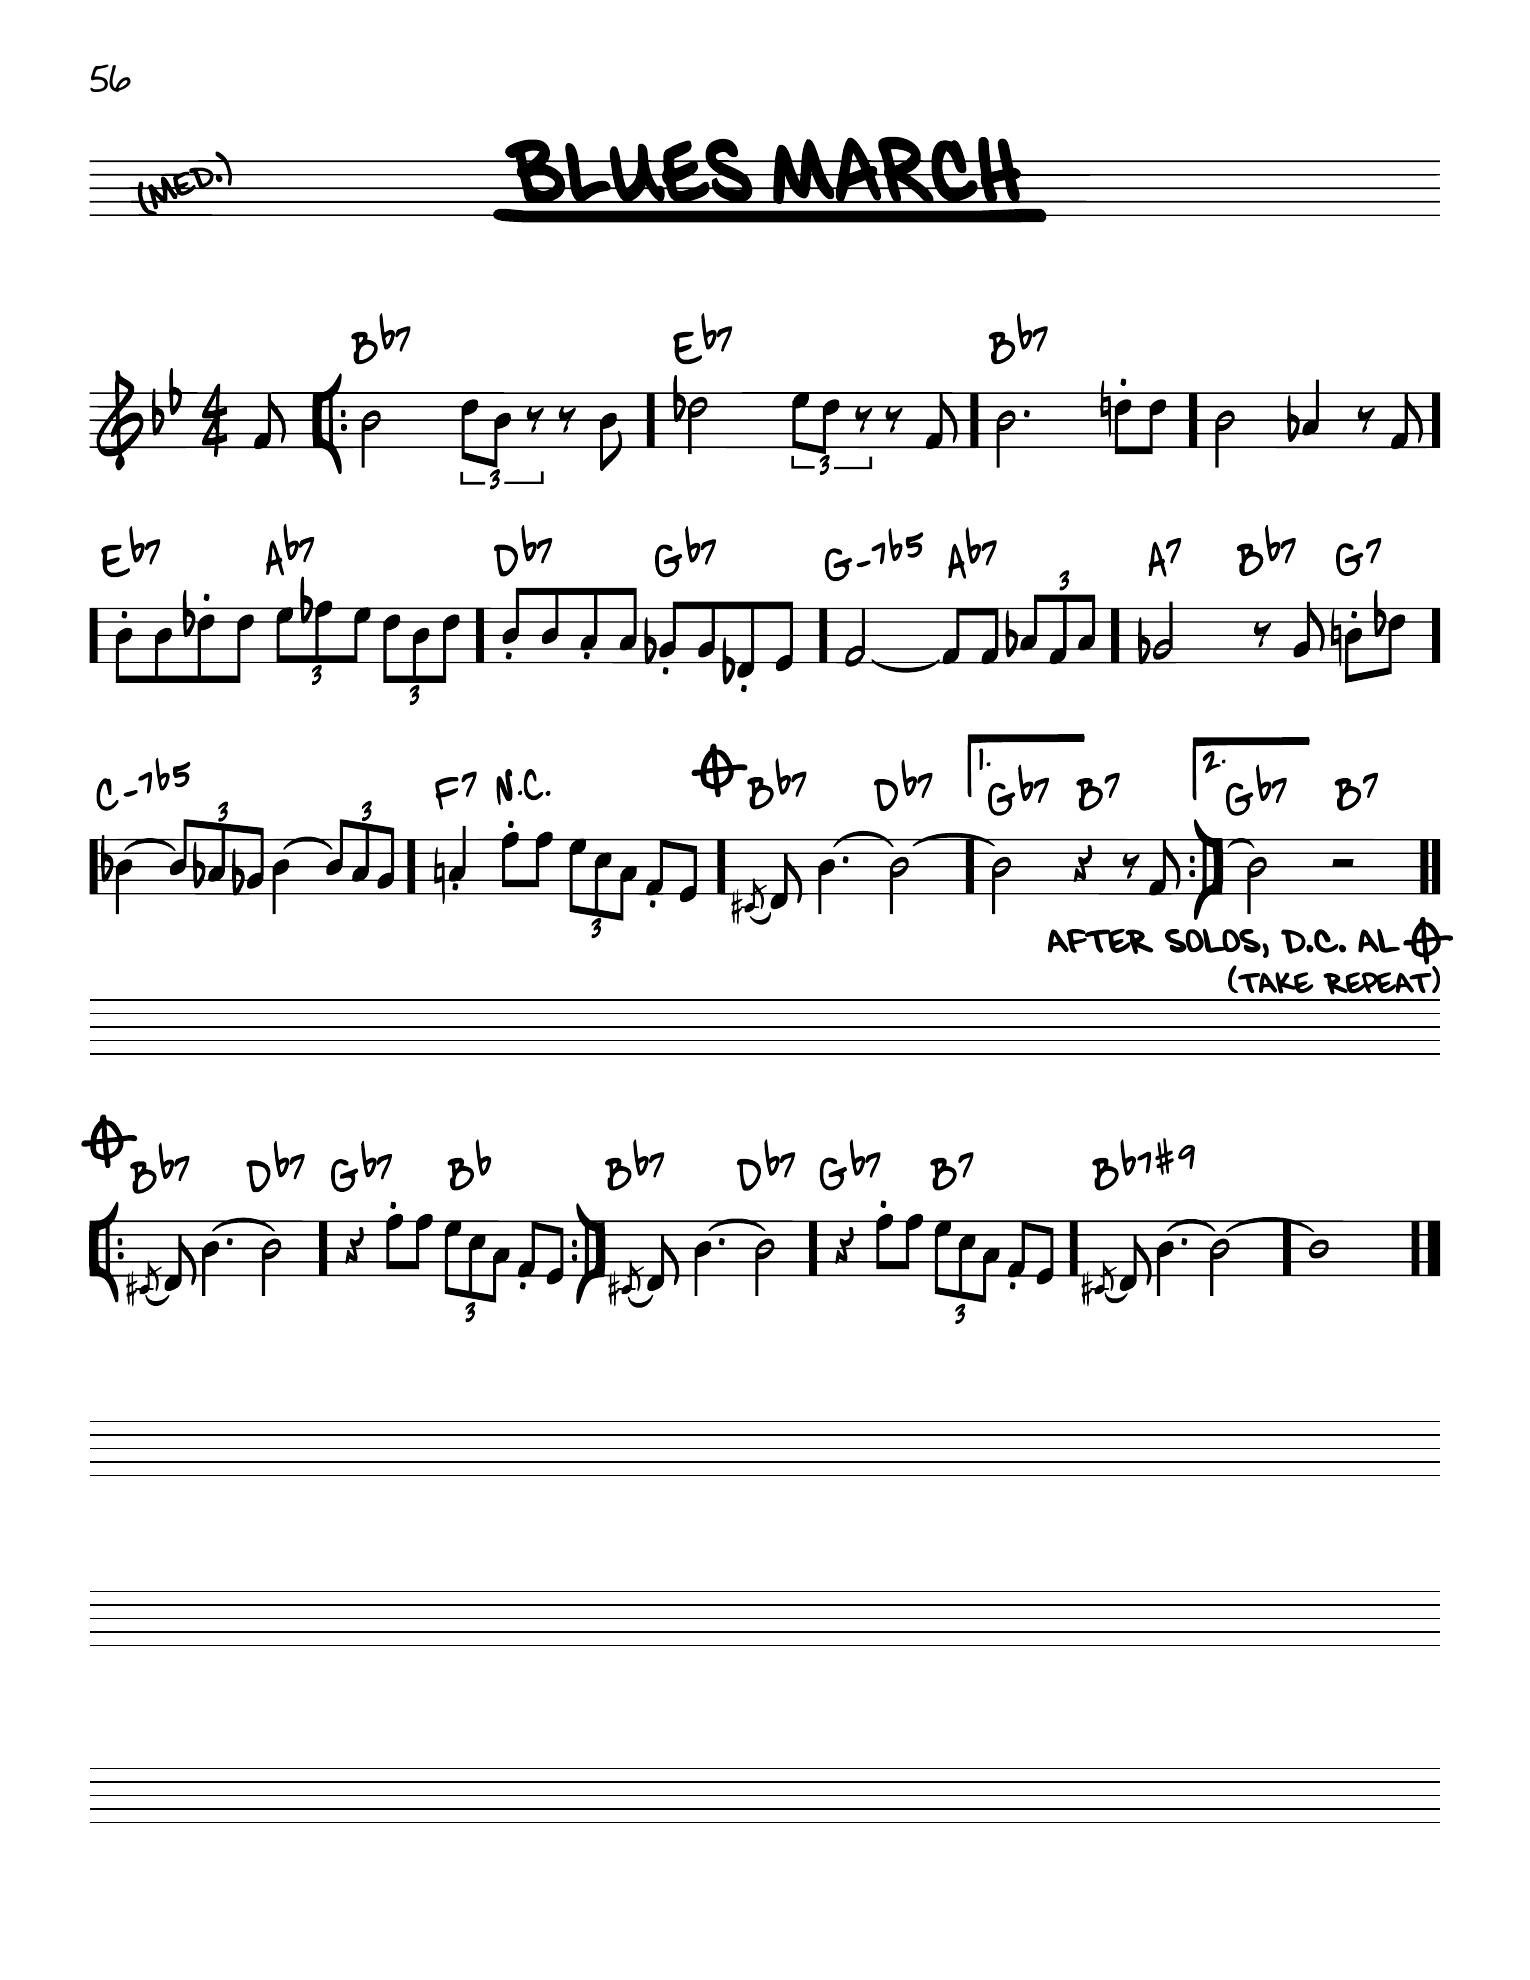 56
(MED.)
BLUES MARCH
Bb7 Eb7 Bb7
4
4
3 3
Eb7 Ab7 Db7 Gb7 G-7b5 Ab7 A7 Bb7 G7
3 3 3
C-7b5 F7 N.C. Bb7 Db7 1. Gb7 B7 2. Gb7 B7
3 3 3
AFTER SOLOS, D.C. AL
(TAKE REPEAT)
Bb7 Db7 Gb7 Bb Bb7 Db7 Gb7 B7 Bb7#9
3 3